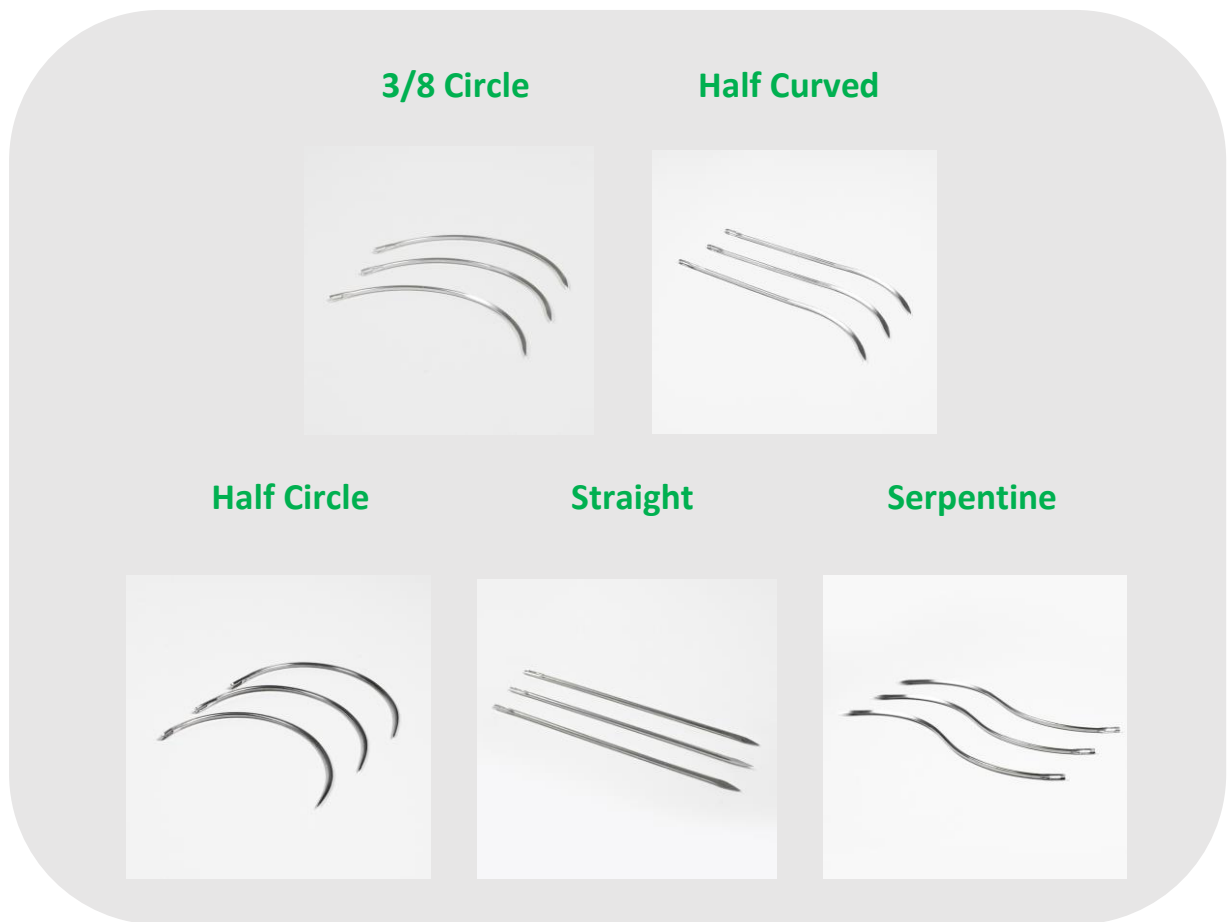 3/8 Circle
Half Curved
Half Circle
Straight
Serpentine